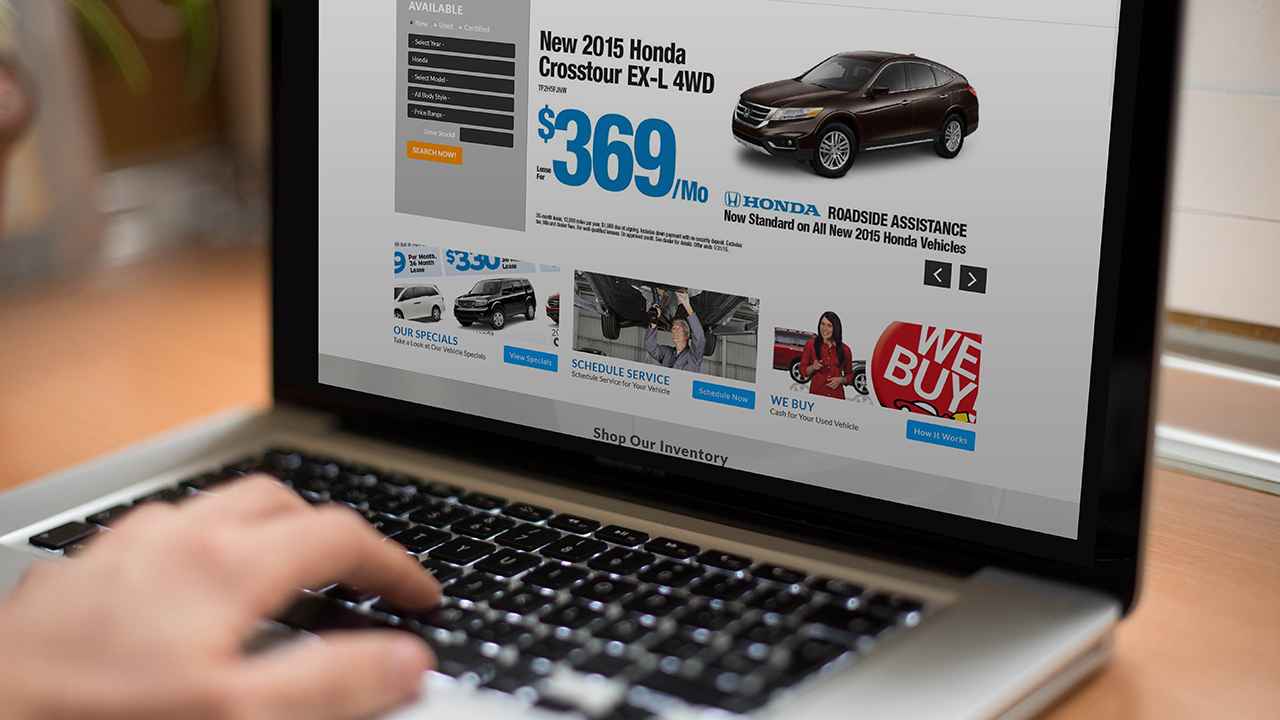 AVAILABLE
New Used Certified
- Select Year -
Honda
- Select Model -
- All Body Style -
- Price Range -
SEARCH NOW!
New 2015 Honda
Crosstour EX-L 4WD
Lease
For
$369/Mo
HONDA ROADSIDE ASSISTANCE
Now Standard on All New 2015 Honda Vehicles
9 Per Month,
36 Month
Lease
$330
OUR SPECIALS
Take a Look at Our Vehicle Specials
View Specials
SCHEDULE SERVICE
Schedule Service for Your Vehicle
Schedule Now
WE
BUY
WE BUY
Cash for Your Used Vehicle
How It Works
Shop Our Inventory